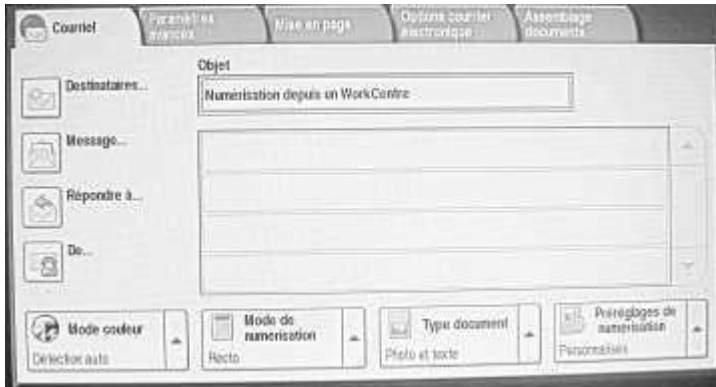 Courriel
Paramètres
avancés
Mise en page
Options courrier
électronique
Assemblage
documents
Objet
Destinataires...
Numérisation depuis un WorkCentre
Message...
Répondre à...
De...
Mode couleur
Détection auto
Mode de
numérisation
Recto
Type document
Photo et texte
Préréglages de
numérisation
Personnalisés